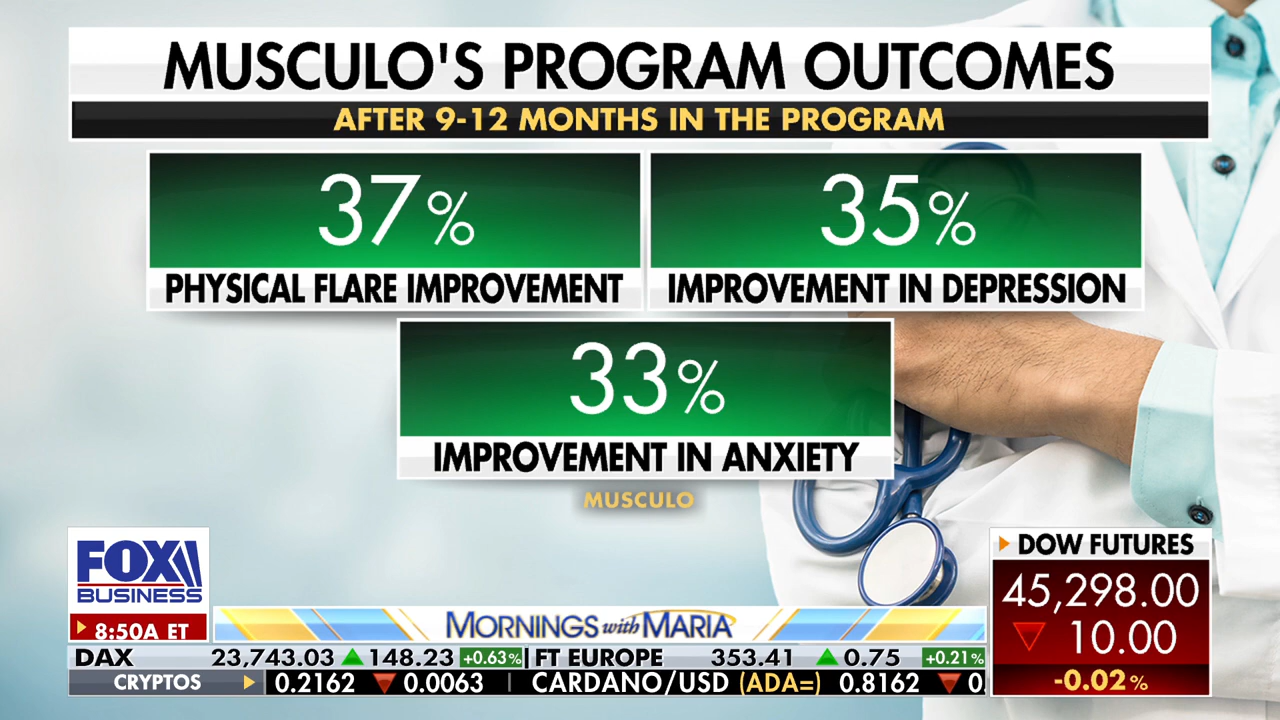 MUSCULO'S PROGRAM OUTCOMES
AFTER 9-12 MONTHS IN THE PROGRAM
37%
PHYSICAL FLARE IMPROVEMENT
35%
IMPROVEMENT IN DEPRESSION
33%
IMPROVEMENT IN ANXIETY
MUSCULO
FOX
BUSINESS
8:50A ET
MORNINGS with MARIA
DOW FUTURES
45,298.00
10.00
-0.02%
DAX 23,743.03 148.23 +0.63% FT EUROPE 353.41 0.75 +0.21%
CRYPTOS 0.2162 0.0063 | CARDANO/USD (ADA=) 0.8162 0.